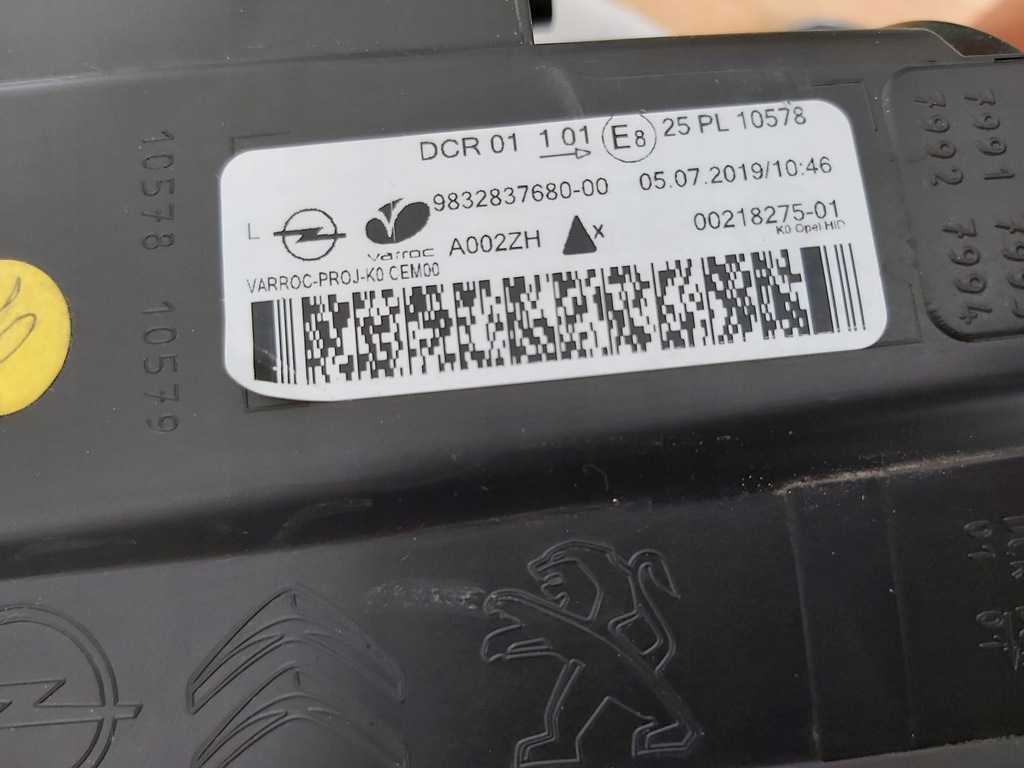 DCR 01 1 01 E8 25 PL 10578
9832837680-00 05.07.2019/10:46
L varroc A002ZH X 00218275-01
K0 Opel HID
VARROC-PROJ-K0 CEM00
10578 10579
7991 7993
7992 7994
01